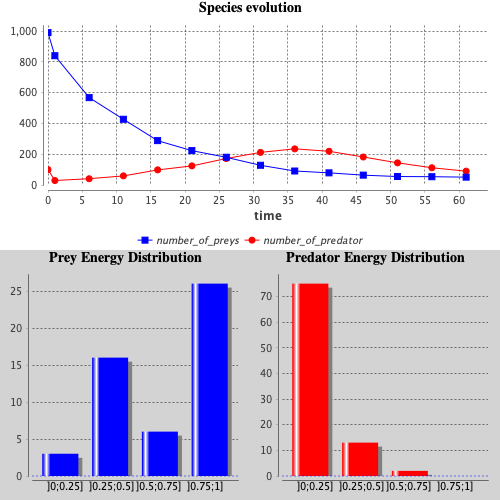 Species evolution
1,000
800
600
400
200
0
0 5 10 15 20 25 30 35 40 45 50 55 60
time
number_of_preys number_of_predator
Prey Energy Distribution
25
20
15
10
5
0
]0;0.25] ]0.25;0.5] ]0.5;0.75] ]0.75;1]
Predator Energy Distribution
70
60
50
40
30
20
10
0
]0;0.25] ]0.25;0.5] ]0.5;0.75] ]0.75;1]